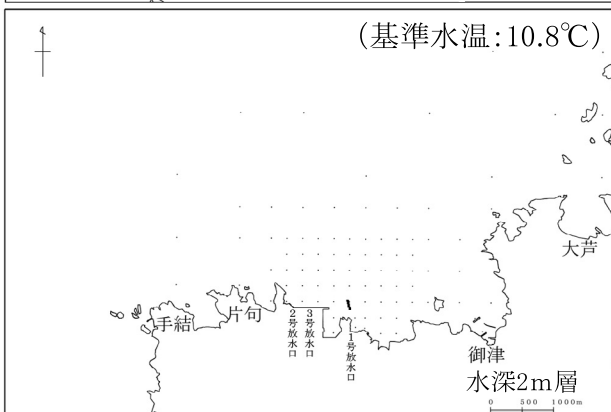 (基準水温:10.8℃)
大芦
手結
片句
2号放水口
3号放水口
1号放水口
御津
水深2m層
0 500 1000m